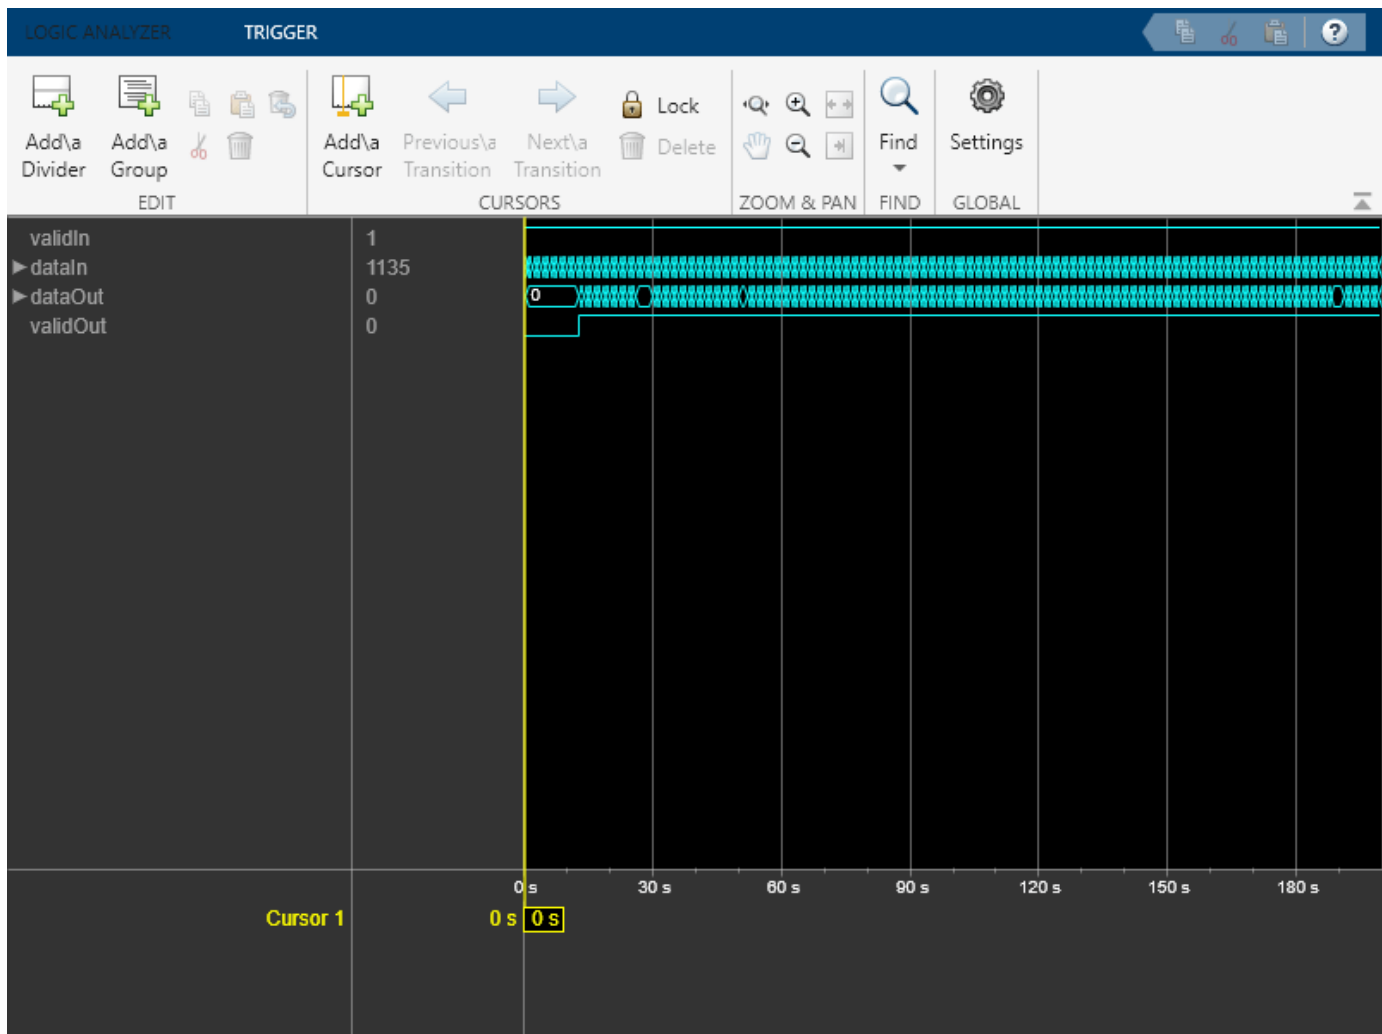 LOGIC ANALYZER TRIGGER
Add\a Divider
Add\a Group
EDIT
Add\a Cursor
Previous\a Transition
Next\a Transition
Lock
Delete
CURSORS
ZOOM & PAN
Find
FIND
Settings
GLOBAL
validIn 1
dataIn 1135
dataOut 0 0
validOut 0
0 s 30 s 60 s 90 s 120 s 150 s 180 s
Cursor 1 0 s 0 s